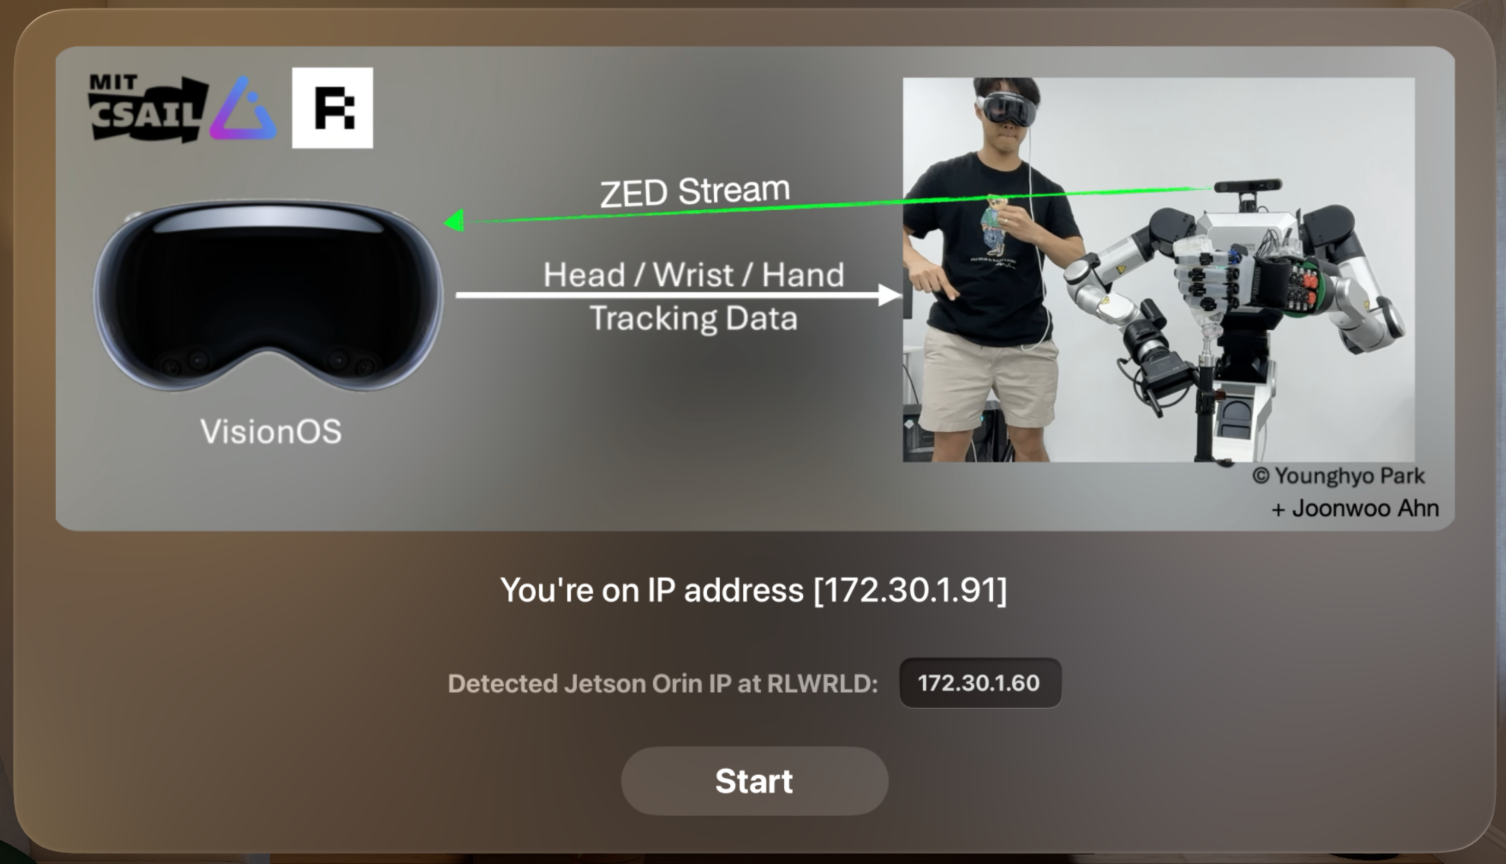 MIT
CSAIL
R
ZED Stream
Head / Wrist / Hand
Tracking Data
VisionOS
© Younghyo Park
+ Joonwoo Ahn
You're on IP address [172.30.1.91]
Detected Jetson Orin IP at RLWRLD: 172.30.1.60
Start